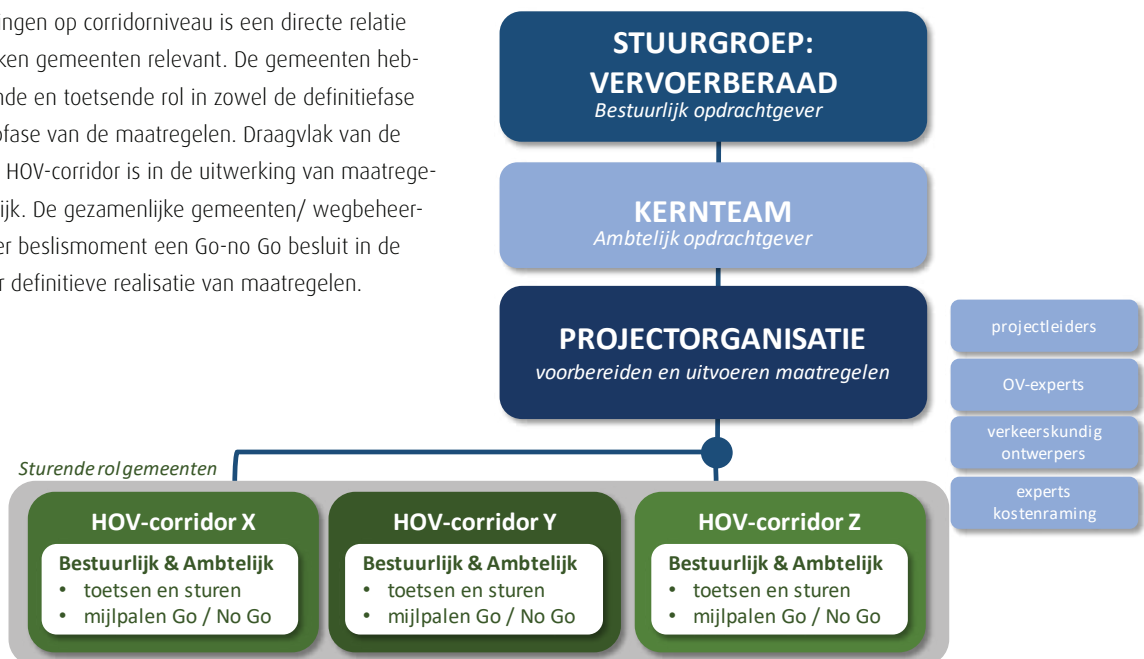 ingen op corridorniveau is een directe relatie
ken gemeenten relevant. De gemeenten heb-
nde en toetsende rol in zowel de definitiefase
ofase van de maatregelen. Draagvlak van de
HOV-corridor is in de uitwerking van maatrege-
ijk. De gezamenlijke gemeenten/ wegbeheer-
er beslismoment een Go-no Go besluit in de
r definitieve realisatie van maatregelen.
STUURGROEP:
VERVOERBERAAD
Bestuurlijk opdrachtgever
KERNTEAM
Ambtelijk opdrachtgever
PROJECTORGANISATIE
voorbereiden en uitvoeren maatregelen
projectleiders
OV-experts
verkeerskundig
ontwerpers
experts
kostenraming
Sturende rol gemeenten
HOV-corridor X
Bestuurlijk & Ambtelijk
• toetsen en sturen
• mijlpalen Go / No Go
HOV-corridor Y
Bestuurlijk & Ambtelijk
• toetsen en sturen
• mijlpalen Go / No Go
HOV-corridor Z
Bestuurlijk & Ambtelijk
• toetsen en sturen
• mijlpalen Go / No Go